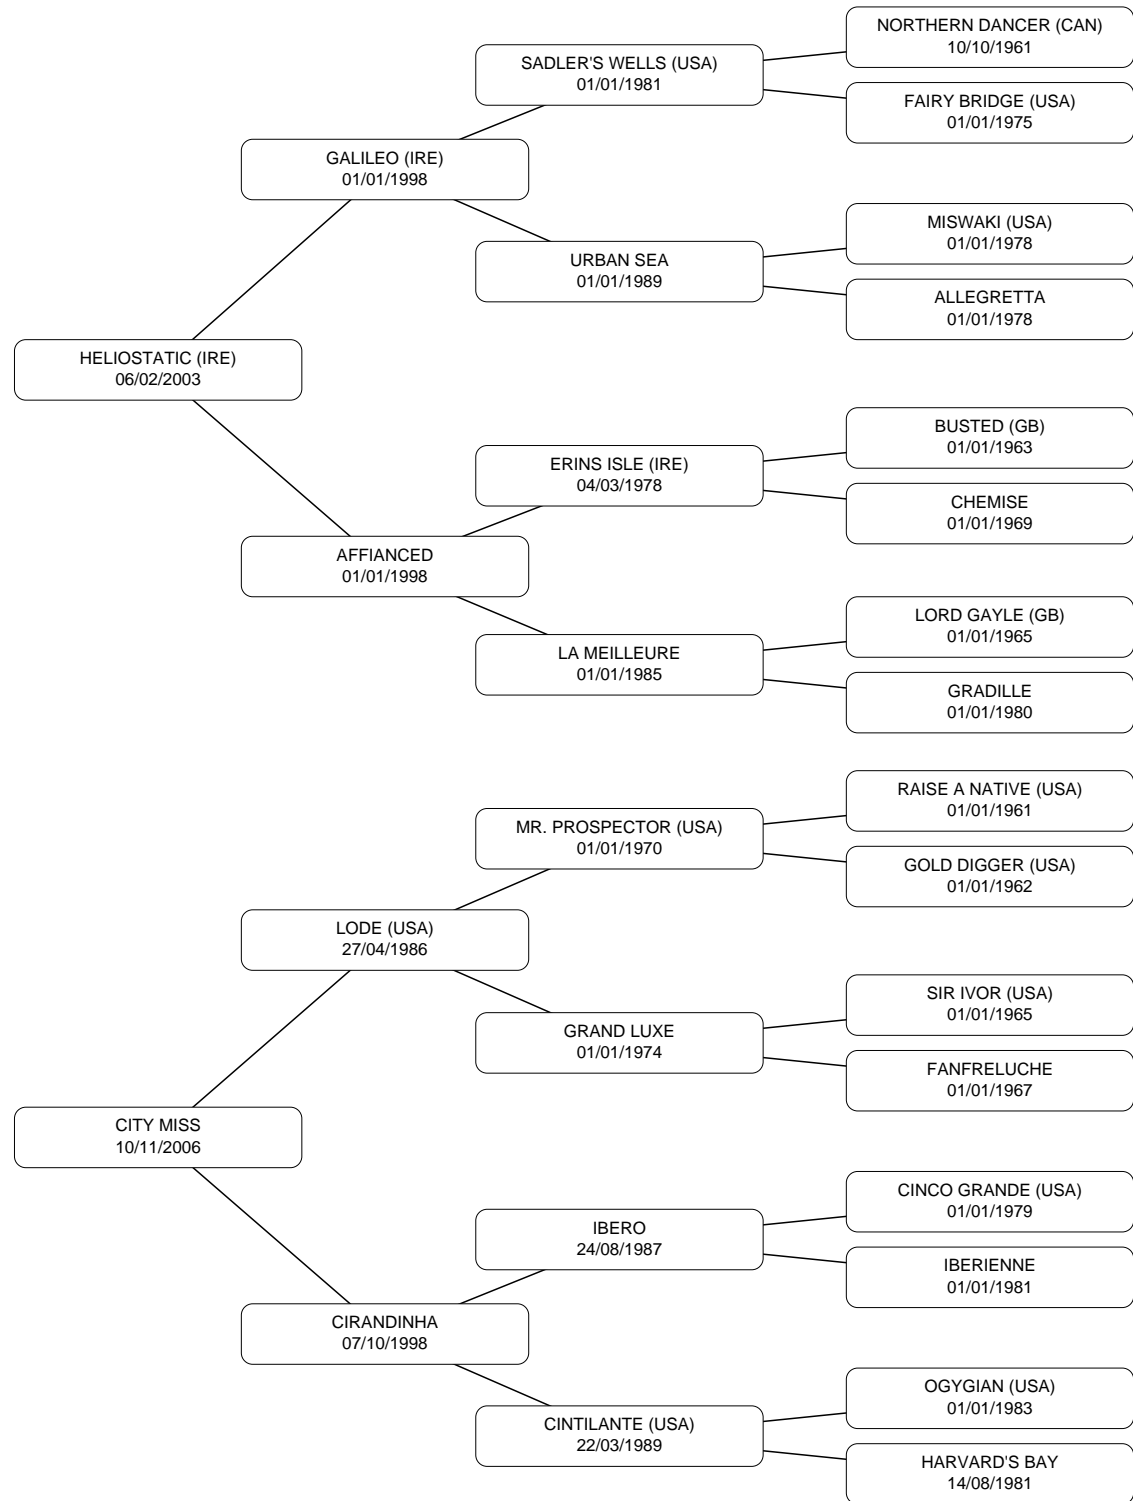 NORTHERN DANCER (CAN)
10/10/1961
SADLER'S WELLS (USA)
01/01/1981
FAIRY BRIDGE (USA)
01/01/1975
GALILEO (IRE)
01/01/1998
MISWAKI (USA)
01/01/1978
URBAN SEA
01/01/1989
ALLEGRETTA
01/01/1978
HELIOSTATIC (IRE)
06/02/2003
BUSTED (GB)
01/01/1963
ERINS ISLE (IRE)
04/03/1978
CHEMISE
01/01/1969
AFFIANCED
01/01/1998
LORD GAYLE (GB)
01/01/1965
LA MEILLEURE
01/01/1985
GRADILLE
01/01/1980
RAISE A NATIVE (USA)
01/01/1961
MR. PROSPECTOR (USA)
01/01/1970
GOLD DIGGER (USA)
01/01/1962
LODE (USA)
27/04/1986
SIR IVOR (USA)
01/01/1965
GRAND LUXE
01/01/1974
FANFRELUCHE
01/01/1967
CITY MISS
10/11/2006
CINCO GRANDE (USA)
01/01/1979
IBERO
24/08/1987
IBERIENNE
01/01/1981
CIRANDINHA
07/10/1998
OGYGIAN (USA)
01/01/1983
CINTILANTE (USA)
22/03/1989
HARVARD'S BAY
14/08/1981